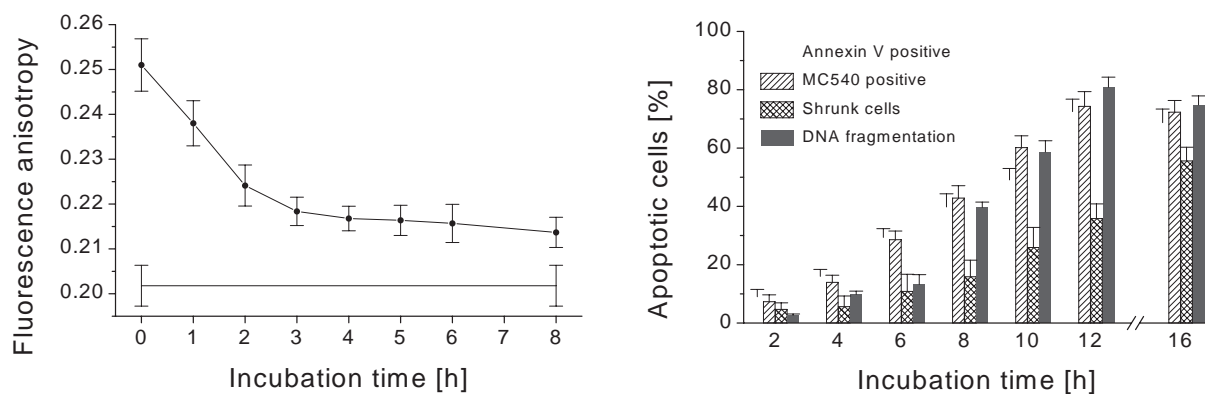 0.26
0.25
0.24
0.23
0.22
0.21
0.20
Fluorescence anisotropy
0 1 2 3 4 5 6 7 8
Incubation time [h]
100
80
60
40
20
0
Apoptotic cells [%]
Annexin V positive
MC540 positive
Shrunk cells
DNA fragmentation
2 4 6 8 10 12 16
Incubation time [h]